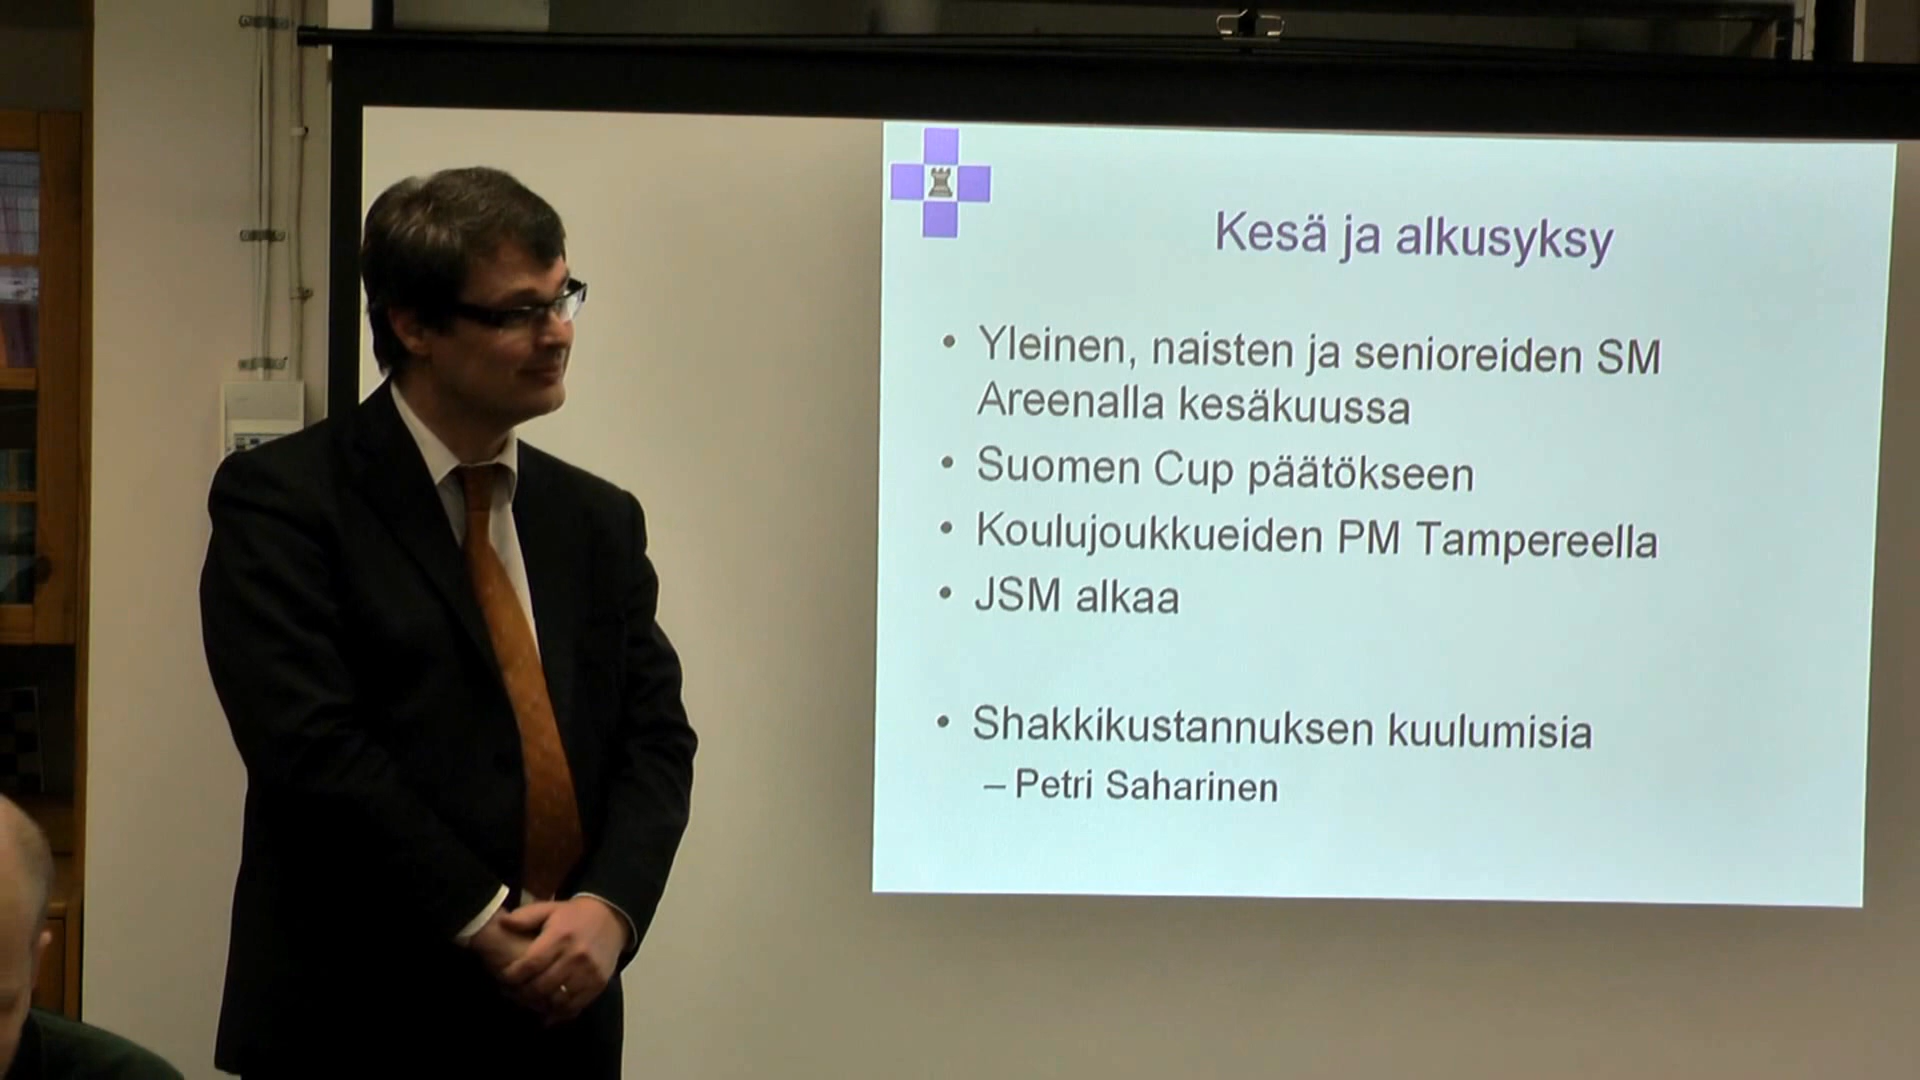 Kesä ja alkusyksy
• Yleinen, naisten ja senioreiden SM
Areenalla kesäkuussa
• Suomen Cup päätökseen
• Koulujoukkueiden PM Tampereella
• JSM alkaa
• Shakkikustannuksen kuulumisia
– Petri Saharinen